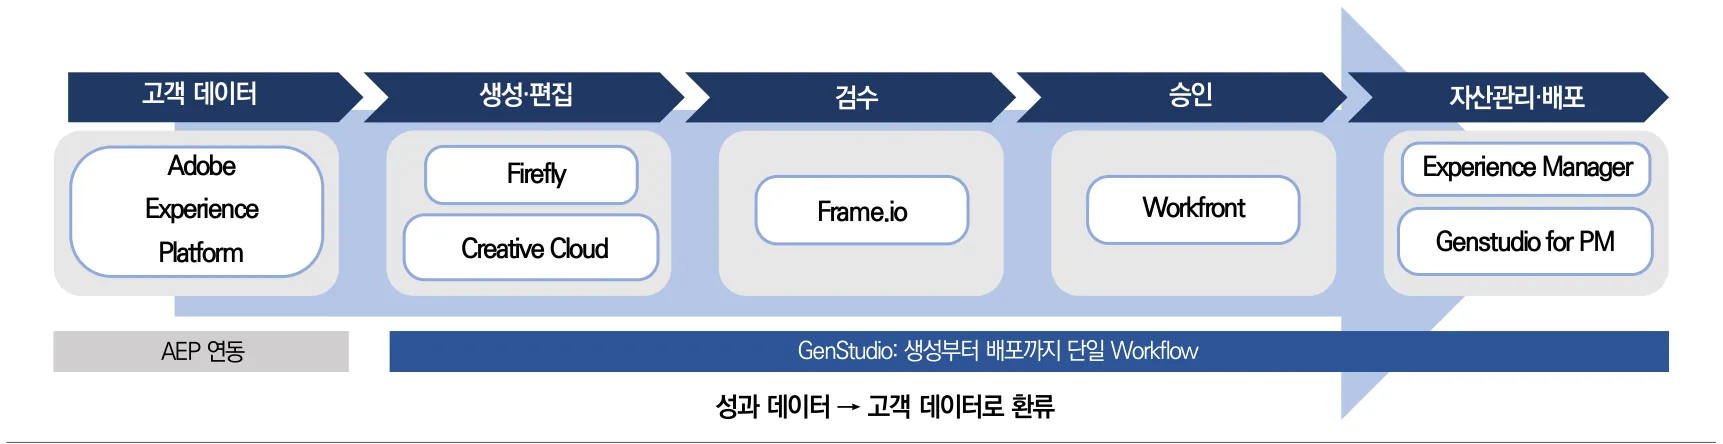 고객 데이터
생성·편집
검수
승인
자산관리·배포
Adobe
Experience
Platform
Firefly
Creative Cloud
Frame.io
Workfront
Experience Manager
Genstudio for PM
AEP 연동
GenStudio: 생성부터 배포까지 단일 Workflow
성과 데이터 → 고객 데이터로 환류